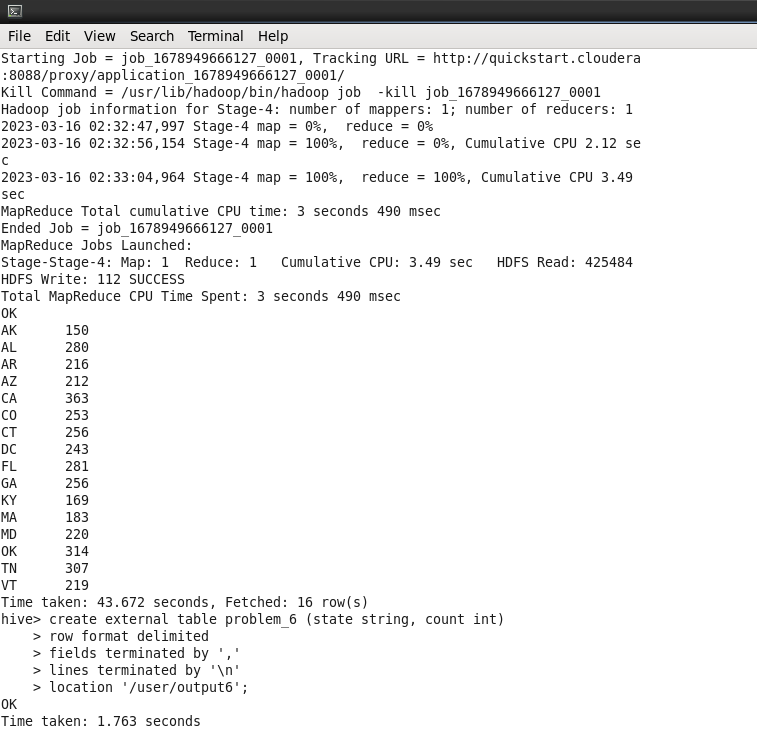 File Edit View Search Terminal Help
Starting Job = job_1678949666127_0001, Tracking URL = http://quickstart.cloudera
:8088/proxy/application_1678949666127_0001/
Kill Command = /usr/lib/hadoop/bin/hadoop job  -kill job_1678949666127_0001
Hadoop job information for Stage-4: number of mappers: 1; number of reducers: 1
2023-03-16 02:32:47,997 Stage-4 map = 0%,  reduce = 0%
2023-03-16 02:32:56,154 Stage-4 map = 100%,  reduce = 0%, Cumulative CPU 2.12 se
c
2023-03-16 02:33:04,964 Stage-4 map = 100%,  reduce = 100%, Cumulative CPU 3.49
sec
MapReduce Total cumulative CPU time: 3 seconds 490 msec
Ended Job = job_1678949666127_0001
MapReduce Jobs Launched:
Stage-Stage-4: Map: 1  Reduce: 1   Cumulative CPU: 3.49 sec   HDFS Read: 425484
HDFS Write: 112 SUCCESS
Total MapReduce CPU Time Spent: 3 seconds 490 msec
OK
AK      150
AL      280
AR      216
AZ      212
CA      363
CO      253
CT      256
DC      243
FL      281
GA      256
KY      169
MA      183
MD      220
OK      314
TN      307
VT      219
Time taken: 43.672 seconds, Fetched: 16 row(s)
hive> create external table problem_6 (state string, count int)
    > row format delimited
    > fields terminated by ','
    > lines terminated by '\n'
    > location '/user/output6';
OK
Time taken: 1.763 seconds